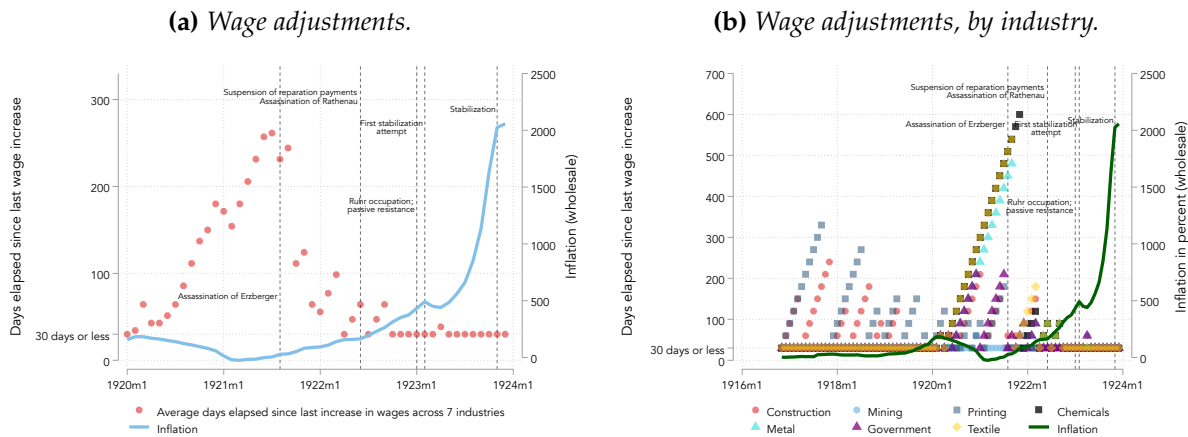 (a) Wage adjustments.
Days elapsed since last wage increase
300
200
100
30 days or less
0
Suspension of reparation payments
Assassination of Rathenau
Stabilization
First stabilization
attempt
Ruhr occupation;
passive resistance
Assassination of Erzberger
2500
2000
1500
1000
500
0
Inflation (wholesale)
1920m1 1921m1 1922m1 1923m1 1924m1
Average days elapsed since last increase in wages across 7 industries
Inflation
(b) Wage adjustments, by industry.
Days elapsed since last wage increase
700
600
500
400
300
200
100
30 days or less
0
Suspension of reparation payments
Assassination of Rathenau
Assassination of Erzberger
First stabilization
attempt
Stabilization
Ruhr occupation;
passive resistance
2500
2000
1500
1000
500
0
Inflation in percent (wholesale)
1916m1 1918m1 1920m1 1922m1 1924m1
Construction Mining Printing Chemicals
Metal Government Textile Inflation